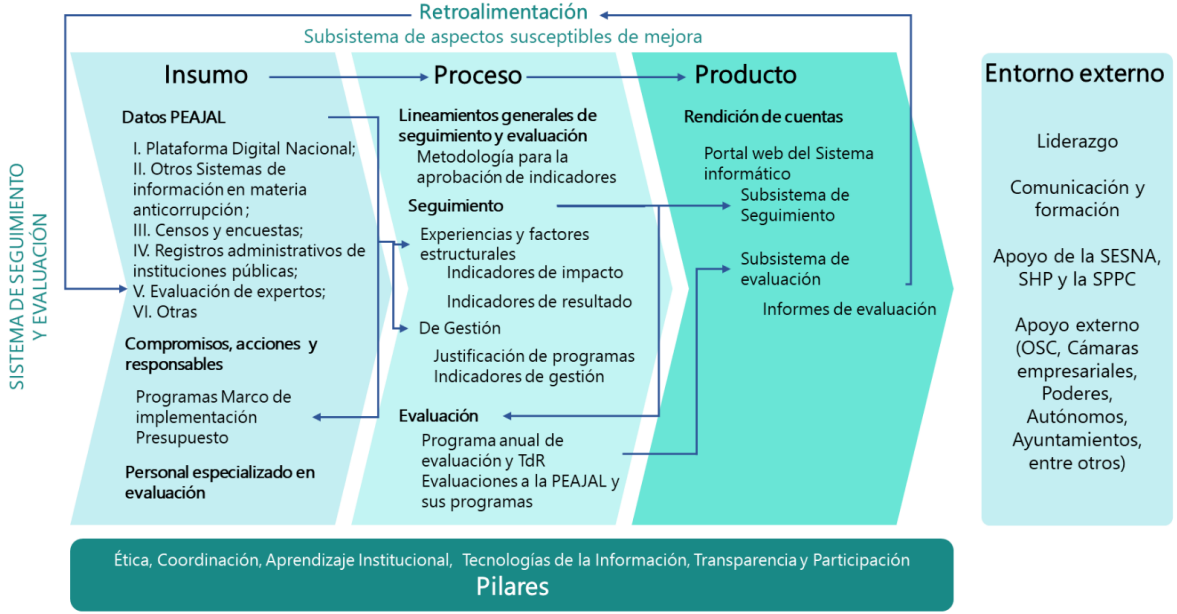 Retroalimentación
Subsistema de aspectos susceptibles de mejora
SISTEMA DE SEGUIMIENTO
Y EVALUACIÓN
Insumo
Datos PEAJAL
I. Plataforma Digital Nacional;
II. Otros Sistemas de
información en materia
anticorrupción;
III. Censos y encuestas;
IV. Registros administrativos de
instituciones públicas;
V. Evaluación de expertos;
VI. Otras
Compromisos, acciones y
responsables
Programas Marco de
implementación
Presupuesto
Personal especializado en
evaluación
Proceso
Lineamientos generales de
seguimiento y evaluación
Metodología para la
aprobación de indicadores
Seguimiento
Experiencias y factores
estructurales
Indicadores de impacto
Indicadores de resultado
De Gestión
Justificación de programas
Indicadores de gestión
Evaluación
Programa anual de
evaluación y TdR
Evaluaciones a la PEAJAL y
sus programas
Producto
Rendición de cuentas
Portal web del Sistema
informático
Subsistema de
Seguimiento
Subsistema de
evaluación
Informes de evaluación
Entorno externo
Liderazgo
Comunicación y
formación
Apoyo de la SESNA,
SHP y la SPPC
Apoyo externo
(OSC, Cámaras
empresariales,
Poderes,
Autónomos,
Ayuntamientos,
entre otros)
Ética, Coordinación, Aprendizaje Institucional, Tecnologías de la Información, Transparencia y Participación
Pilares